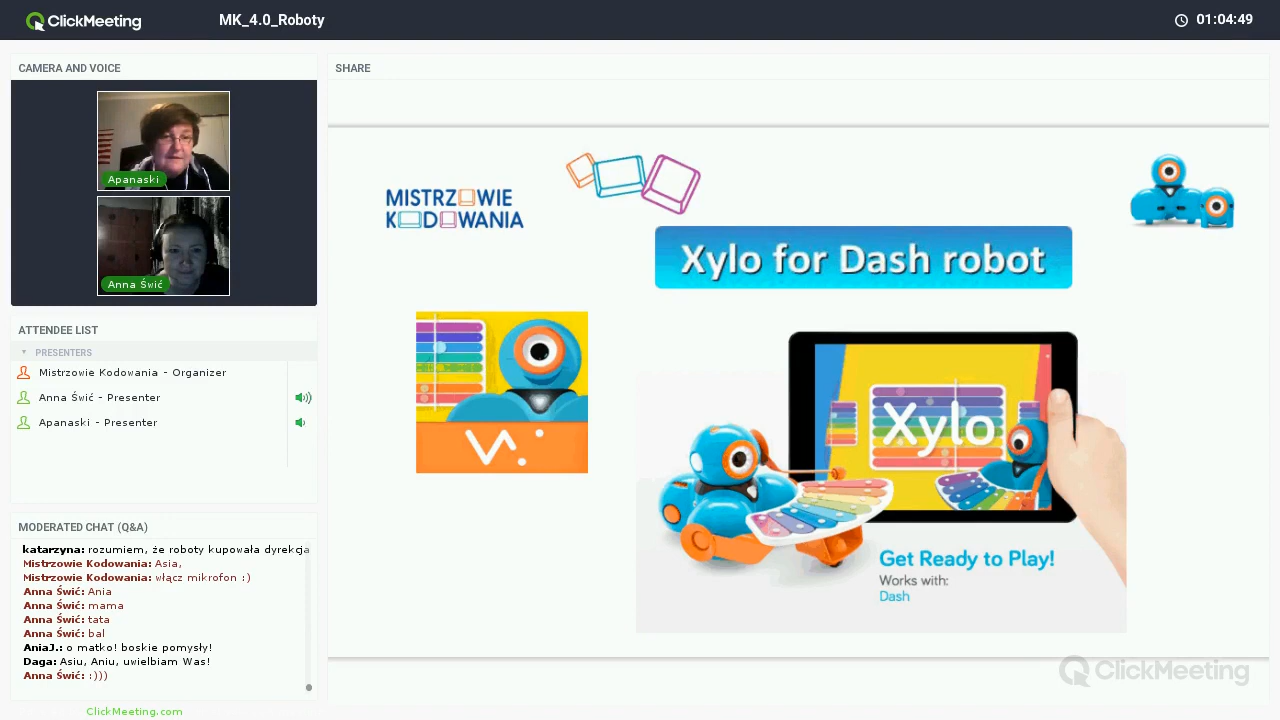 ClickMeeting
MK_4.0_Roboty
01:04:49
CAMERA AND VOICE
Apanaski
Anna Świć
ATTENDEE LIST
PRESENTERS
Mistrzowie Kodowania - Organizer
Anna Świć - Presenter
Apanaski - Presenter
MODERATED CHAT (Q&A)
katarzyna: rozumiem, że roboty kupowała dyrekcja
Mistrzowie Kodowania: Asia,
Mistrzowie Kodowania: włącz mikrofon :)
Anna Świć: Ania
Anna Świć: mama
Anna Świć: tata
Anna Świć: bal
AniaJ.: o matko! boskie pomysły!
Daga: Asiu, Aniu, uwielbiam Was!
Anna Świć: :)))
ClickMeeting.com
SHARE
MISTRZOWIE
KODOWANIA
Xylo for Dash robot
Xylo
Get Ready to Play!
Works with:
Dash
ClickMeeting